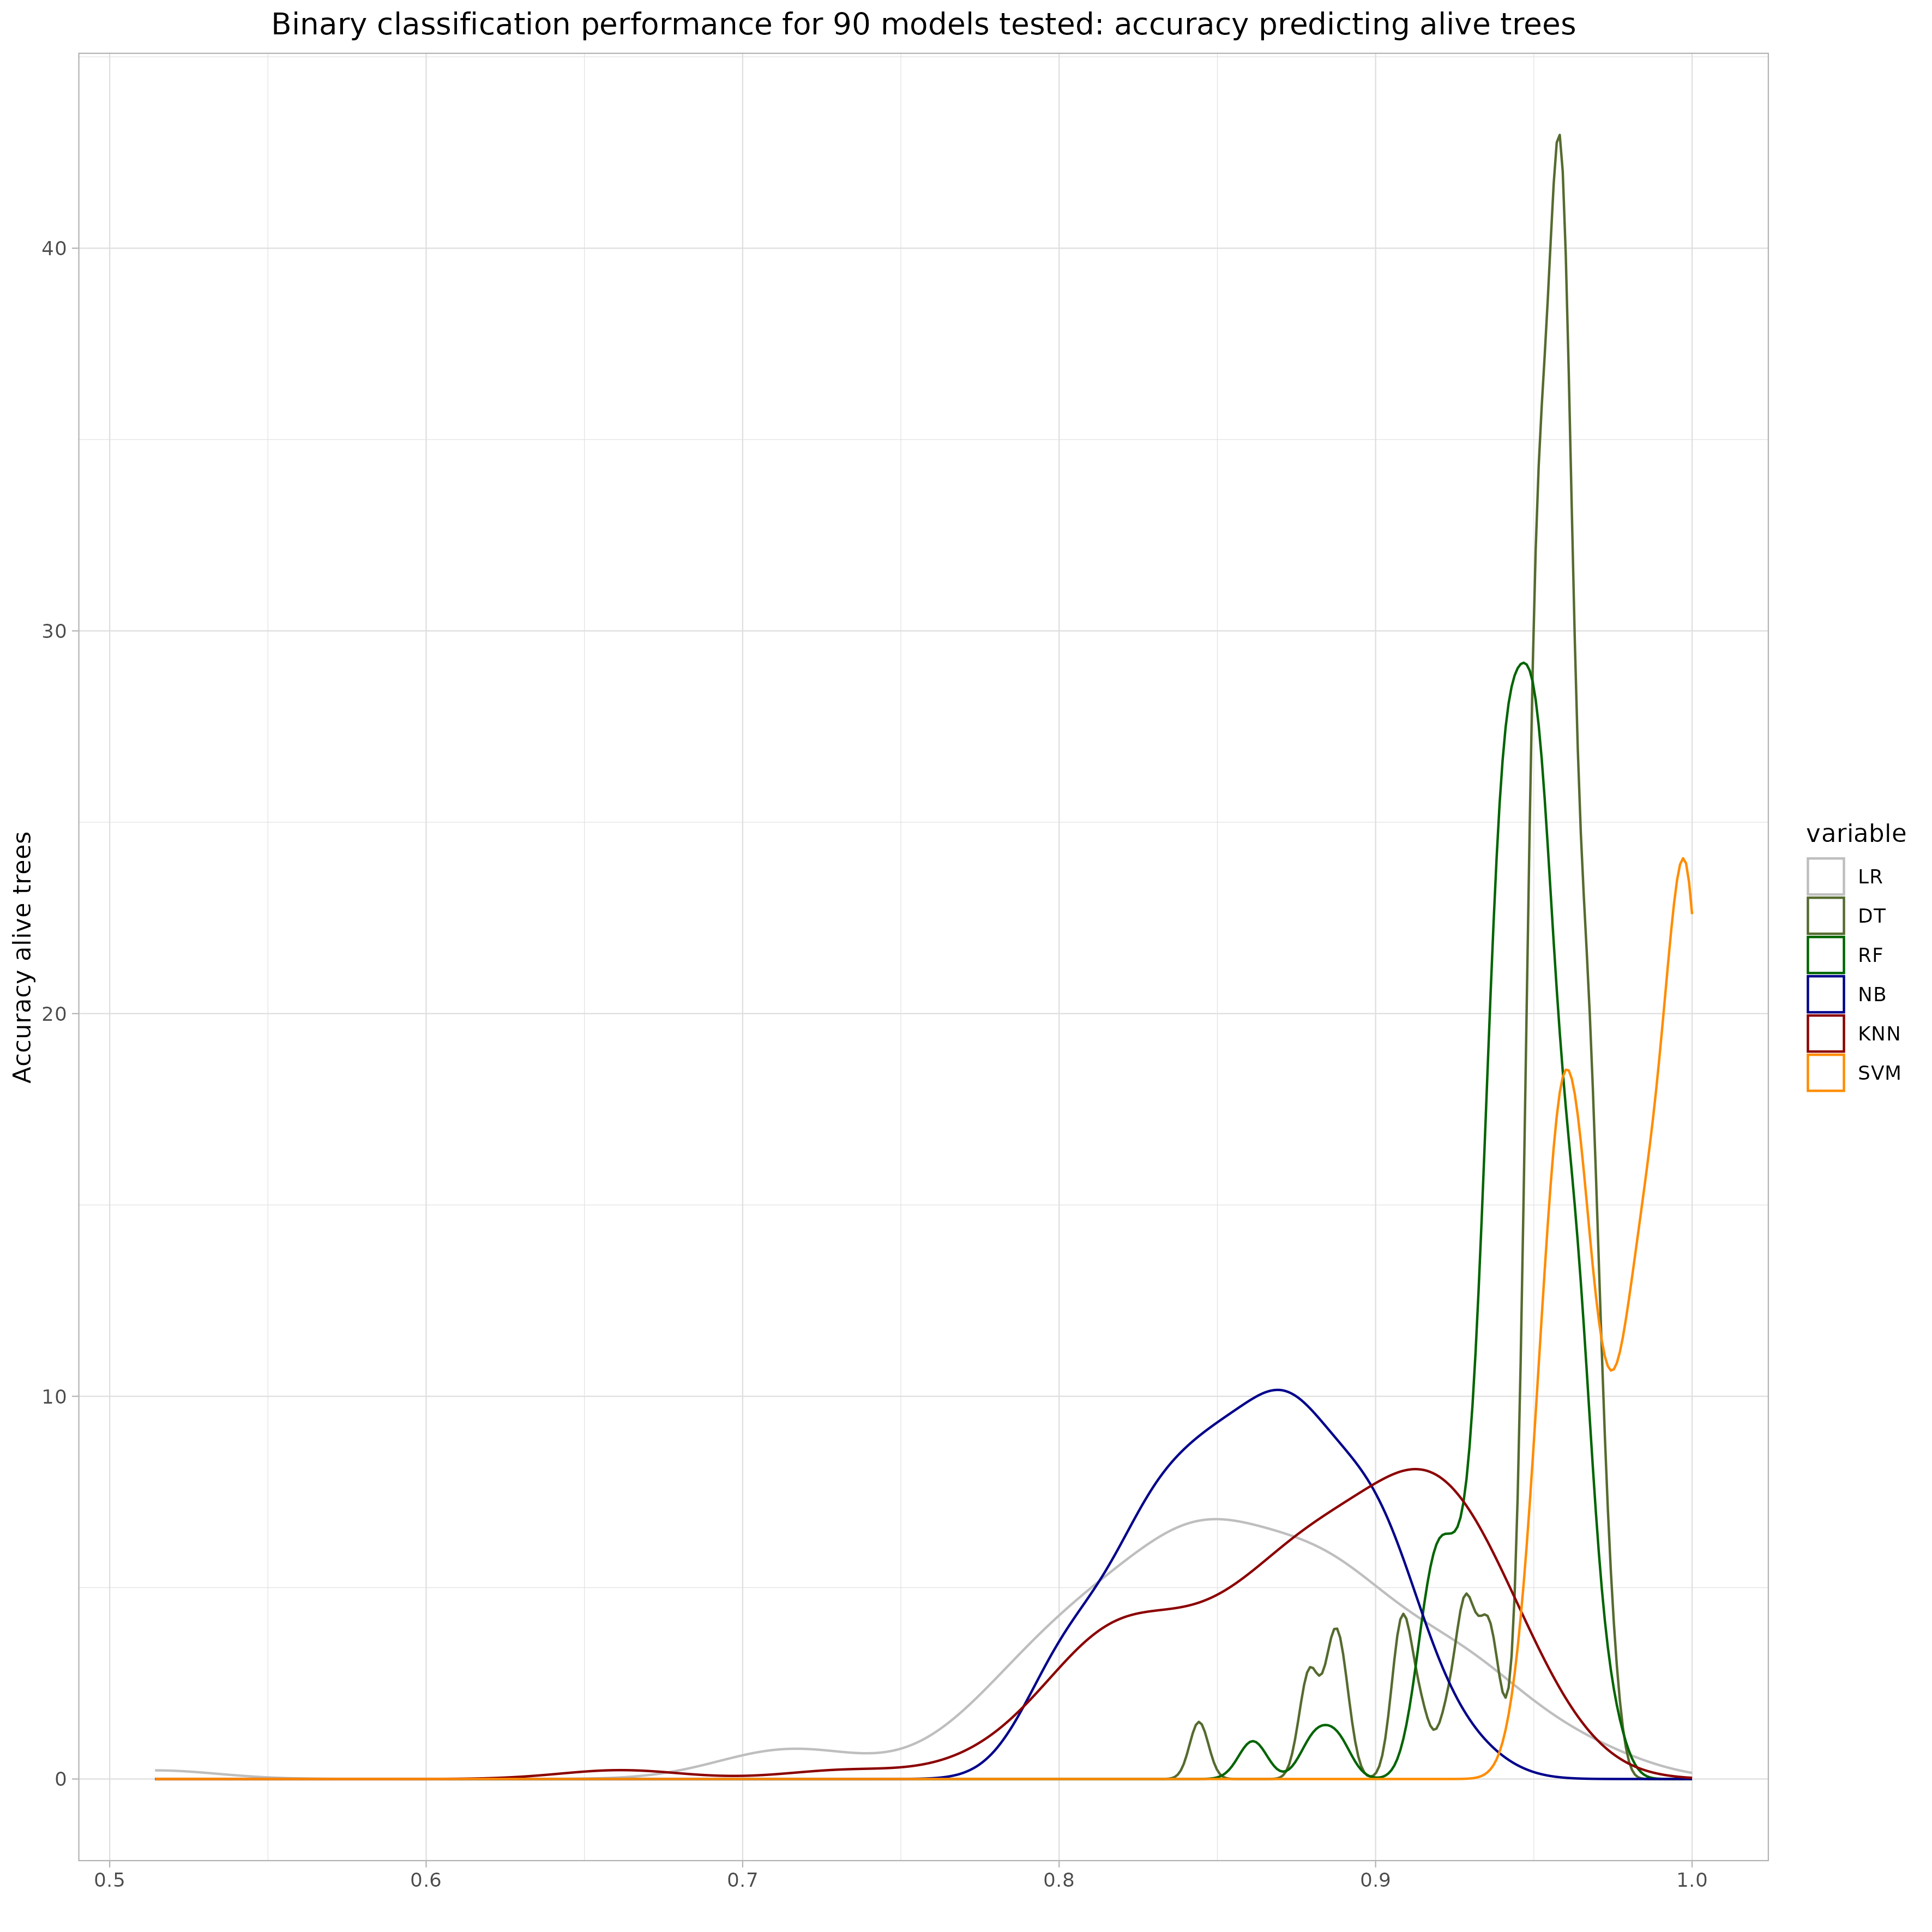 Binary classification performance for 90 models tested: accuracy predicting alive trees
Accuracy alive trees
40
30
20
10
0
0.5 0.6 0.7 0.8 0.9 1.0
variable
LR
DT
RF
NB
KNN
SVM